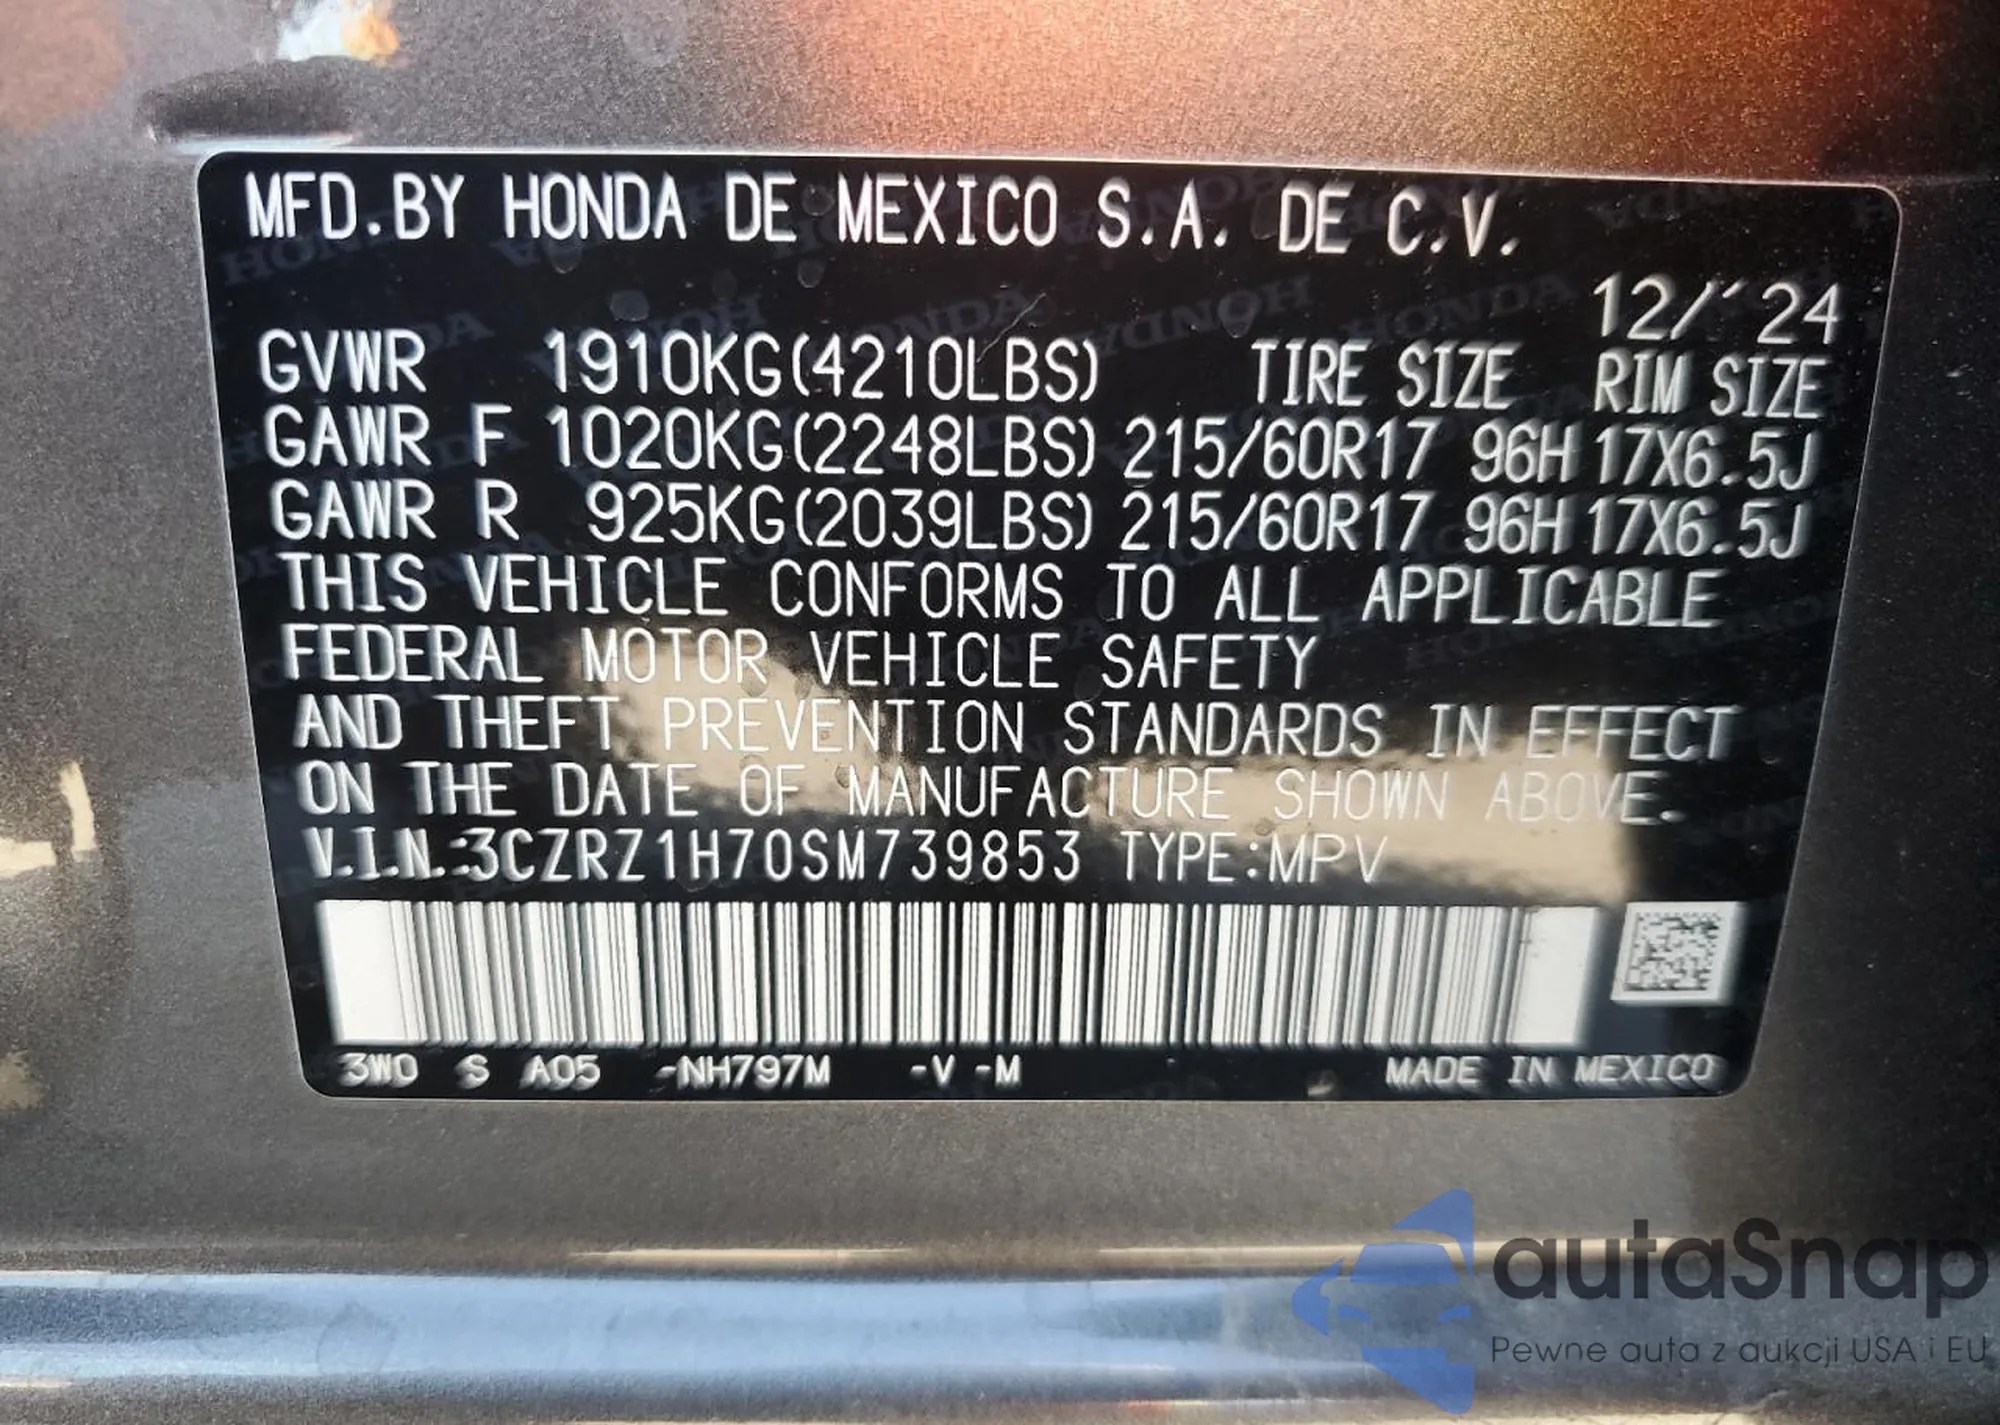 MFD.BY HONDA DE MEXICO S.A. DE C.V.
12/'24
GVWR 1910KG(4210LBS) TIRE SIZE RIM SIZE
GAWR F 1020KG(2248LBS) 215/60R17 96H 17X6.5J
GAWR R 925KG(2039LBS) 215/60R17 96H 17X6.5J
THIS VEHICLE CONFORMS TO ALL APPLICABLE
FEDERAL MOTOR VEHICLE SAFETY
AND THEFT PREVENTION STANDARDS IN EFFECT
ON THE DATE OF MANUFACTURE SHOWN ABOVE.
V.I.N.:3CZRZ1H70SM739853 TYPE:MPV
3W0 S A05 -NH797M -V -M MADE IN MEXICO
autaSnap
Pewne auta z aukcji USA i EU